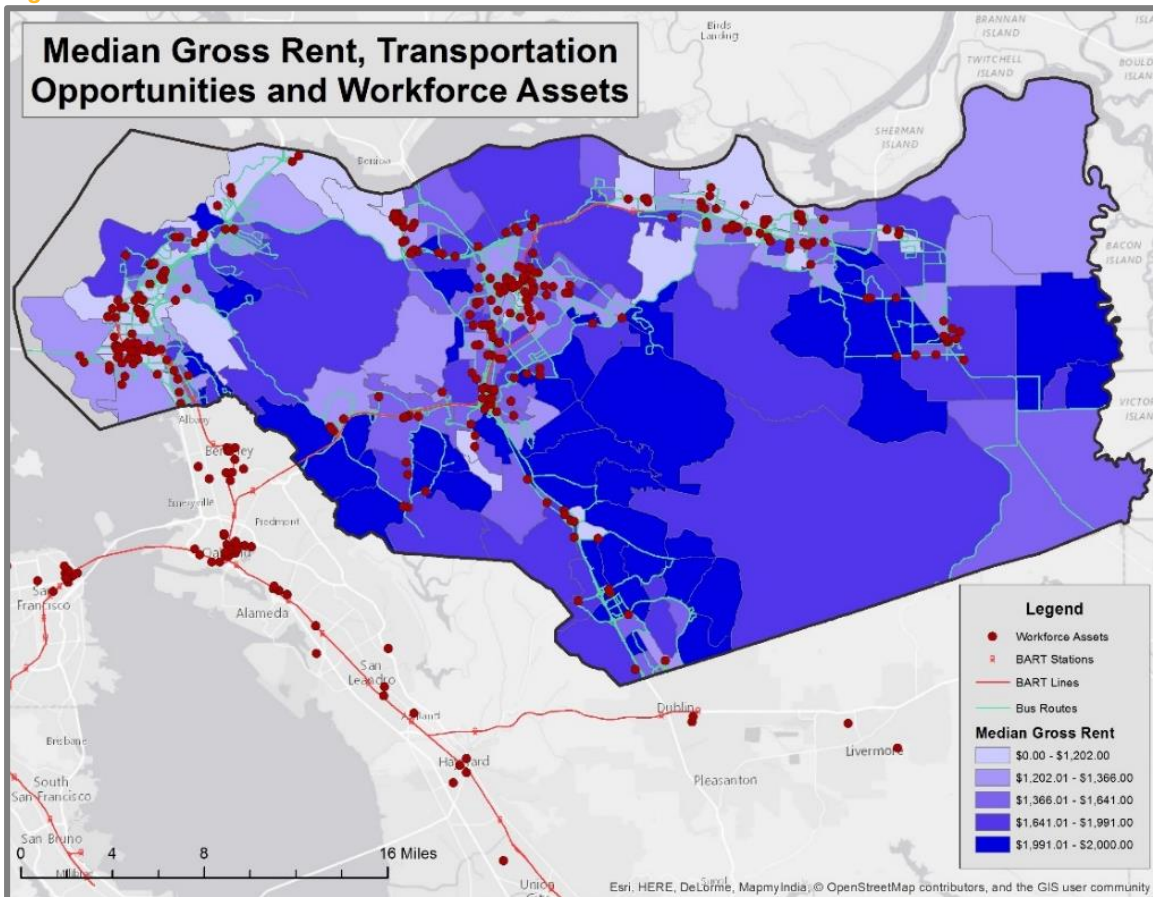 Median Gross Rent, Transportation
Opportunities and Workforce Assets
Birds
Landing
BRANNAN
ISLAND
TWITCHELL
ISLAND
SHERMAN
ISLAND
Benicia
BACON
ISLAND
Albany
Berkeley
Emeryville
Piedmont
Oakland
San
Francisco
Alameda
San
Leandro
Hayward
Dublin
Livermore
Pleasanton
Brisbane
South
San Francisco
San Bruno
Union
City
0 4 8 16 Miles
Legend
Workforce Assets
BART Stations
BART Lines
Bus Routes
Median Gross Rent
$0.00 - $1,202.00
$1,202.01 - $1,366.00
$1,366.01 - $1,641.00
$1,641.01 - $1,991.00
$1,991.01 - $2,000.00
Esri, HERE, DeLorme, MapmyIndia, © OpenStreetMap contributors, and the GIS user community